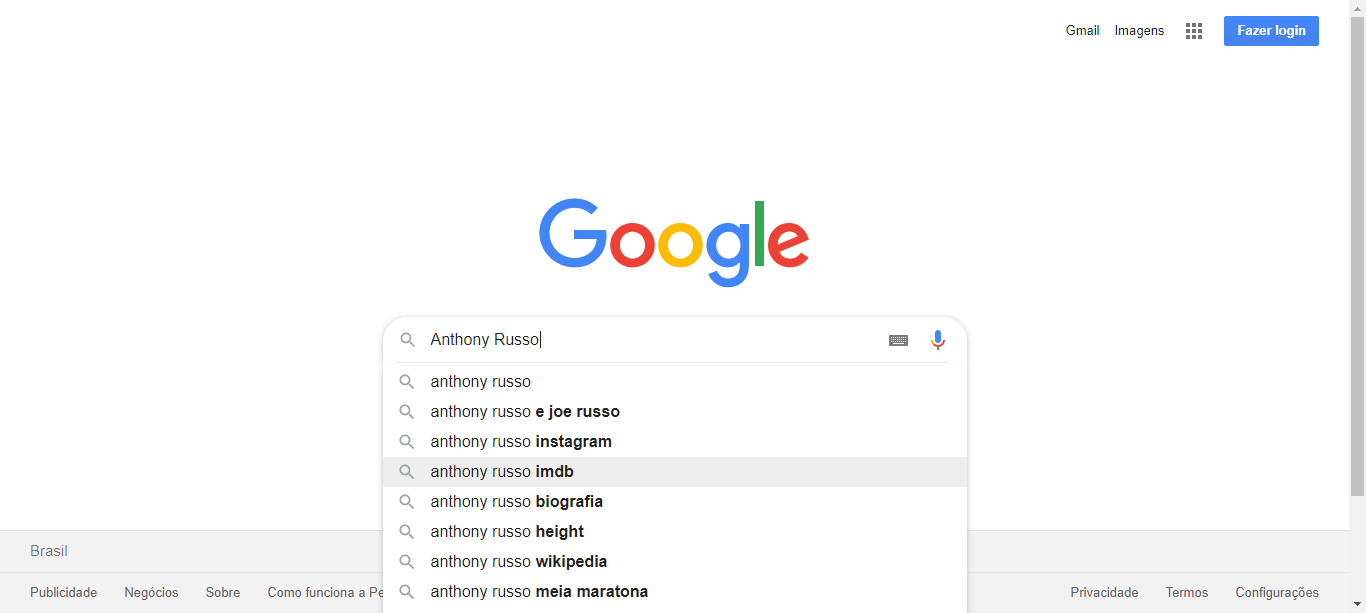 Gmail Imagens Fazer login
Google
Anthony Russo
anthony russo
anthony russo e joe russo
anthony russo instagram
anthony russo imdb
anthony russo biografia
anthony russo height
anthony russo wikipedia
anthony russo meia maratona
Brasil
Publicidade Negócios Sobre Como funciona a Privacidade Termos Configurações